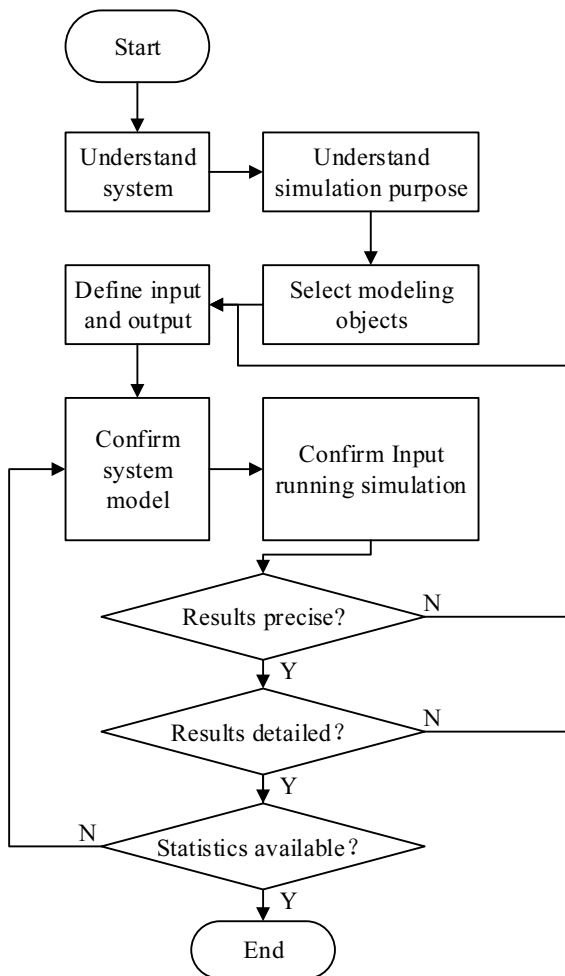 Start
Understand
system
Understand
simulation purpose
Define input
and output
Select modeling
objects
Confirm
system
model
Confirm Input
running simulation
Results precise?
N
Y
Results detailed?
N
Y
N
Statistics available？
Y
End